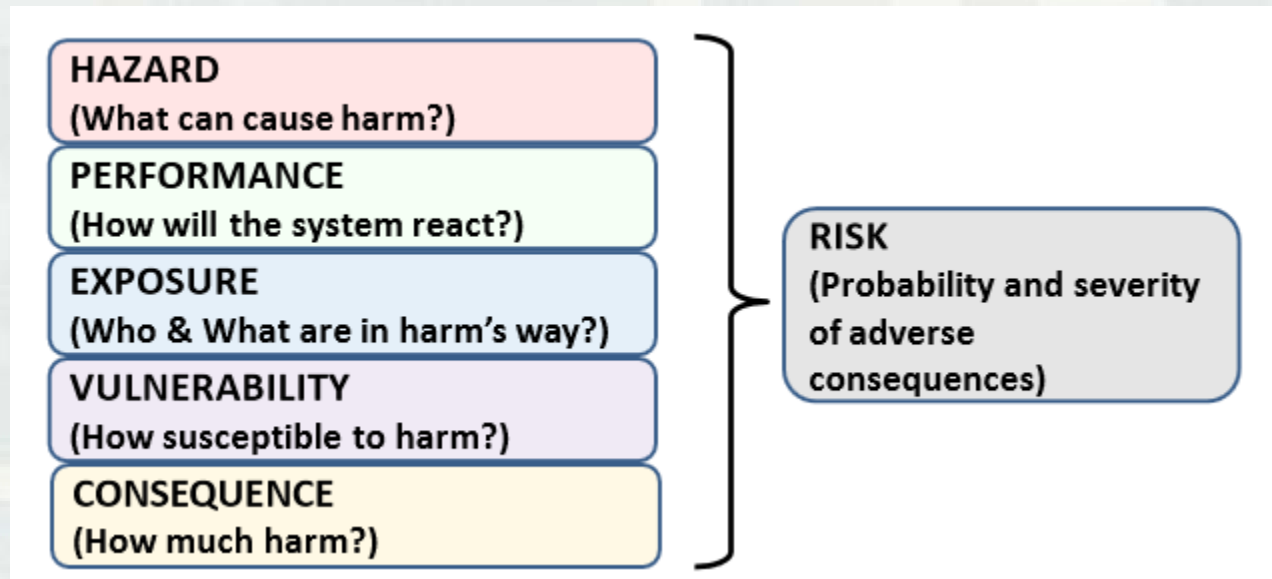 HAZARD
(What can cause harm?)
PERFORMANCE
(How will the system react?)
EXPOSURE
(Who & What are in harm’s way?)
VULNERABILITY
(How susceptible to harm?)
CONSEQUENCE
(How much harm?)
RISK
(Probability and severity
of adverse
consequences)